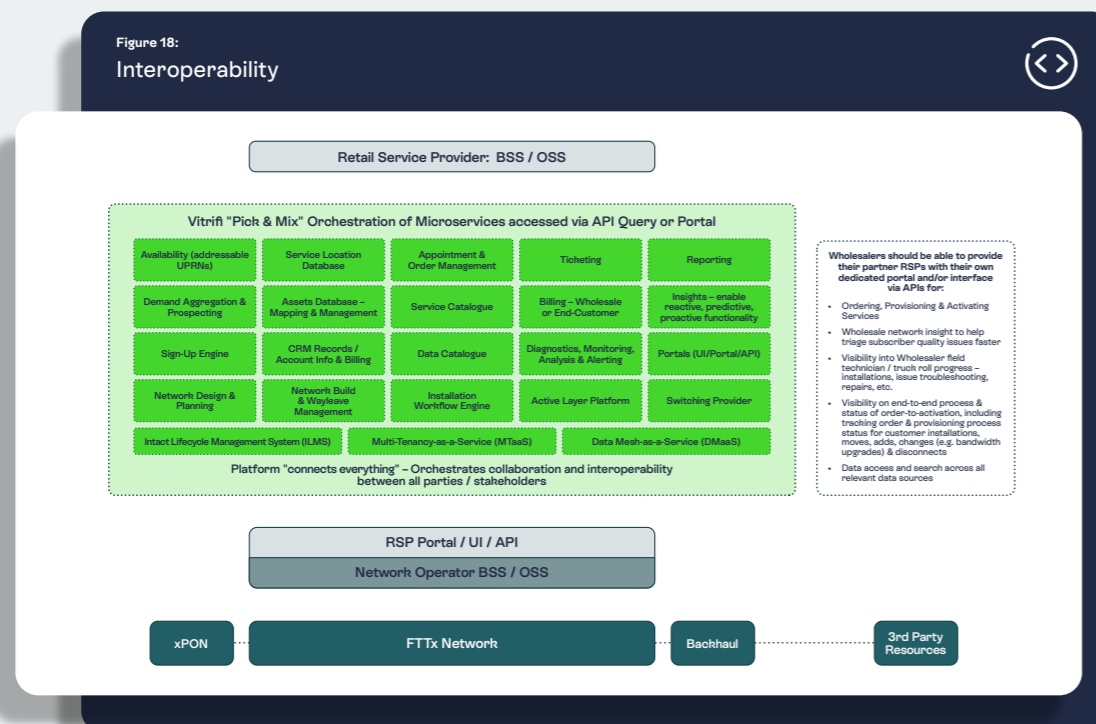 Figure 18:
Interoperability
Retail Service Provider: BSS / OSS
Vitrifi "Pick & Mix" Orchestration of Microservices accessed via API Query or Portal
Availability (addressable
UPRNs)
Service Location
Database
Appointment &
Order Management
Ticketing
Reporting
Demand Aggregation &
Prospecting
Assets Database –
Mapping & Management
Service Catalogue
Billing – Wholesale
or End-Customer
Insights – enable
reactive, predictive,
proactive functionality
Sign-Up Engine
CRM Records /
Account Info & Billing
Data Catalogue
Diagnostics, Monitoring,
Analysis & Alerting
Portals (UI/Portal/API)
Network Design &
Planning
Network Build
& Wayleave
Management
Installation
Workflow Engine
Active Layer Platform
Switching Provider
Intact Lifecycle Management System (ILMS)
Multi-Tenancy-as-a-Service (MTaaS)
Data Mesh-as-a-Service (DMaaS)
Platform "connects everything" – Orchestrates collaboration and interoperability
between all parties / stakeholders
Wholesalers should be able to provide
their partner RSPs with their own
dedicated portal and/or interface
via APIs for:
• Ordering, Provisioning & Activating
Services
• Wholesale network insight to help
triage subscriber quality issues faster
• Visibility into Wholesaler field
technician / truck roll progress –
installations, issue troubleshooting,
repairs, etc.
• Visibility on end-to-end process &
status of order-to-activation, including
tracking order & provisioning process
status for customer installations,
moves, adds, changes (e.g. bandwidth
upgrades) & disconnects
• Data access and search across all
relevant data sources
RSP Portal / UI / API
Network Operator BSS / OSS
xPON
FTTx Network
Backhaul
3rd Party
Resources